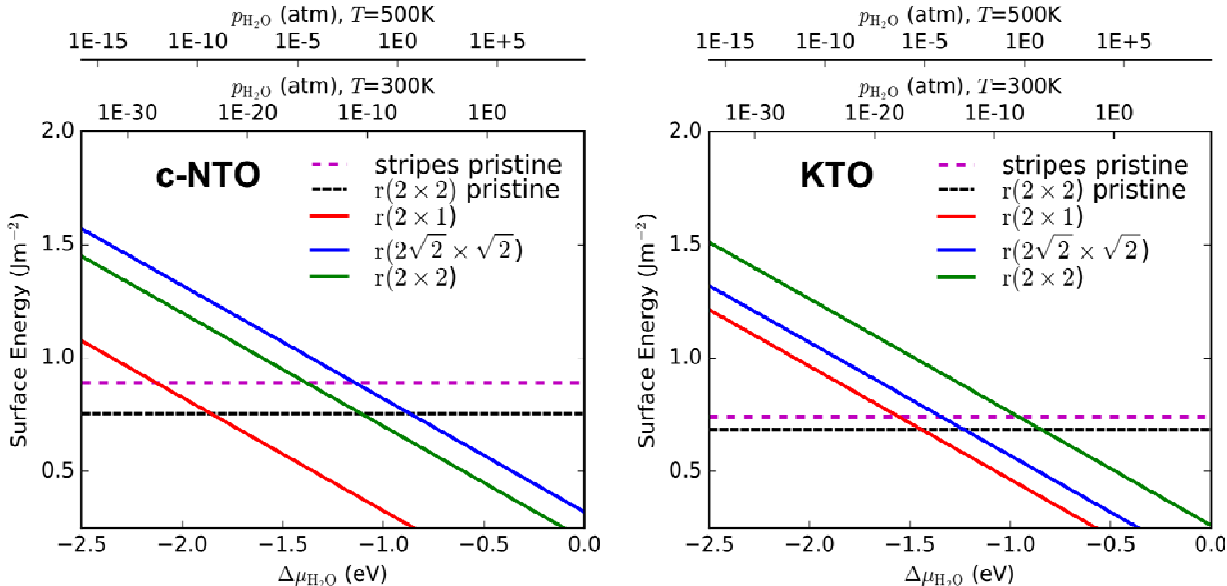 p_H₂O (atm), T=500K
1E-15 1E-10 1E-5 1E0 1E+5
p_H₂O (atm), T=300K
1E-30 1E-20 1E-10 1E0
2.0
1.5
1.0
0.5
Surface Energy (Jm⁻²)
c-NTO
stripes pristine
r(2 × 2) pristine
r(2 × 1)
r(2√2 × √2)
r(2 × 2)
−2.5 −2.0 −1.5 −1.0 −0.5 0.0
Δμ_H₂O (eV)
p_H₂O (atm), T=500K
1E-15 1E-10 1E-5 1E0 1E+5
p_H₂O (atm), T=300K
1E-30 1E-20 1E-10 1E0
2.0
1.5
1.0
0.5
Surface Energy (Jm⁻²)
KTO
stripes pristine
r(2 × 2) pristine
r(2 × 1)
r(2√2 × √2)
r(2 × 2)
−2.5 −2.0 −1.5 −1.0 −0.5 0.0
Δμ_H₂O (eV)